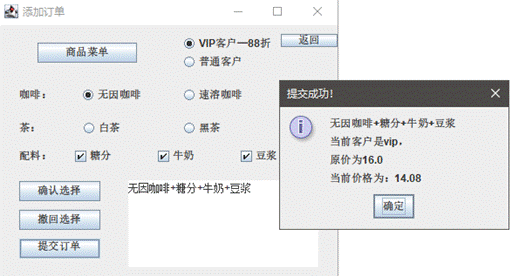 添加订单
商品菜单
VIP客户—88折
返回
普通客户
咖啡：
无因咖啡
速溶咖啡
茶：
白茶
黑茶
配料：
糖分
牛奶
豆浆
确认选择
撤回选择
提交订单
无因咖啡+糖分+牛奶+豆浆
提交成功！
无因咖啡+糖分+牛奶+豆浆
当前客户是vip，
原价为16.0
当前价格为：14.08
确定